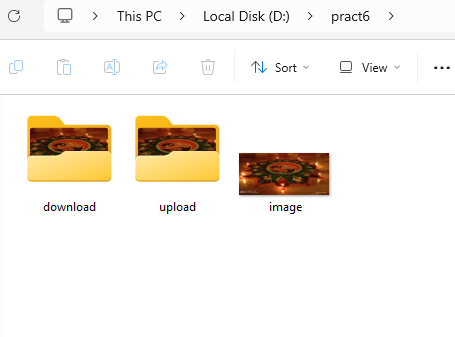 This PC > Local Disk (D:) > pract6 >
Sort View
download upload image